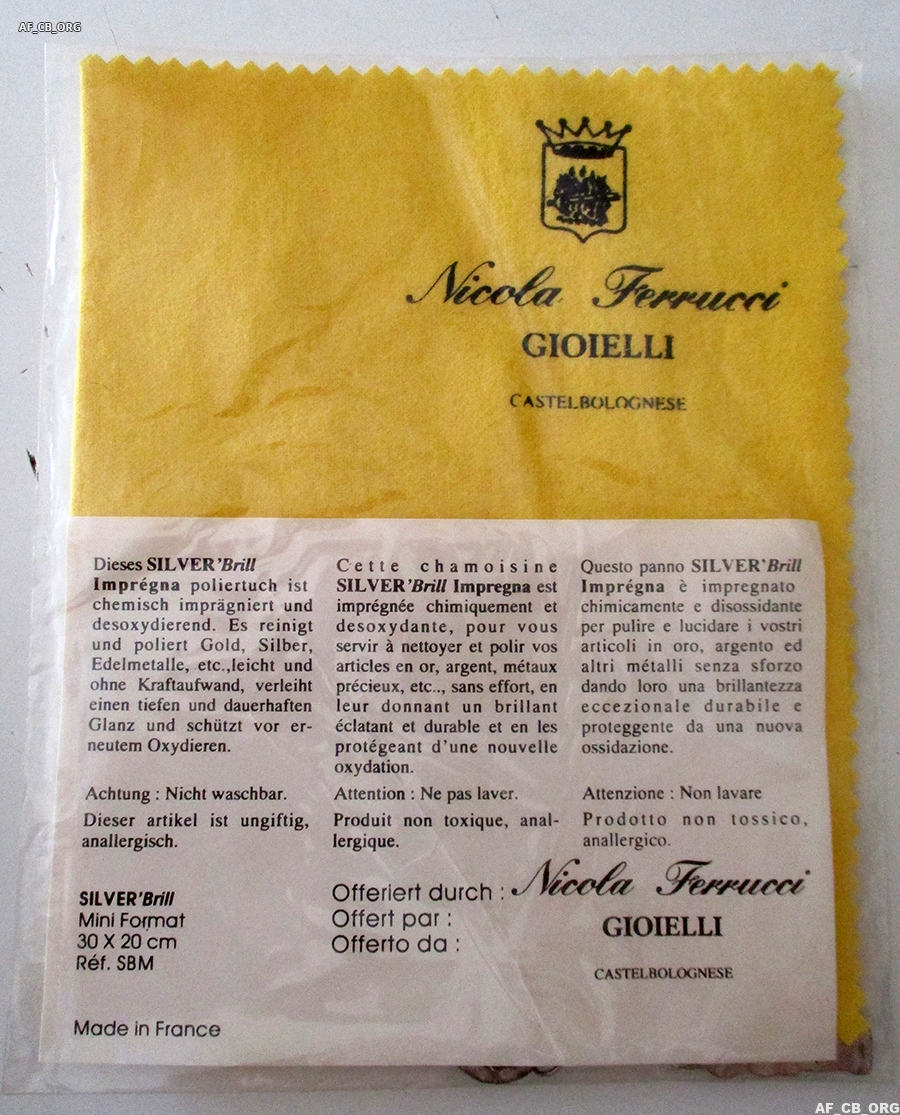 AF_CB_ORG
Nicola Ferrucci
GIOIELLI
CASTELBOLOGNESE
Dieses SILVER'Brill
Imprégna poliertuch ist
chemisch imprägniert und
desoxydierend. Es reinigt
und poliert Gold, Silber,
Edelmetalle, etc.,leicht und
ohne Kraftaufwand, verleiht
einen tiefen und dauerhaften
Glanz und schützt vor er-
neutem Oxydieren.
Achtung : Nicht waschbar.
Dieser artikel ist ungiftig,
anallergisch.
Cette chamoisine
SILVER'Brill Impregna est
imprégnée chimiquement et
desoxydante, pour vous
servir à nettoyer et polir vos
articles en or, argent, métaux
précieux, etc.., sans effort, en
leur donnant un brillant
éclatant et durable et en les
protégeant d'une nouvelle
oxydation.
Attention : Ne pas laver.
Produit non toxique, anal-
lergique.
Questo panno SILVER'Brill
Imprégna è impregnato
chimicamente e disossidante
per pulire e lucidare i vostri
articoli in oro, argento ed
altri métalli senza sforzo
dando loro una brillantezza
eccezionale durabile e
proteggente da una nuova
ossidazione.
Attenzione : Non lavare
Prodotto non tossico,
anallergico.
SILVER'Brill
Mini Format
30 X 20 cm
Réf. SBM
Made in France
Offeriert durch :
Offert par :
Offerto da :
Nicola Ferrucci
GIOIELLI
CASTELBOLOGNESE
AF_CB_ORG